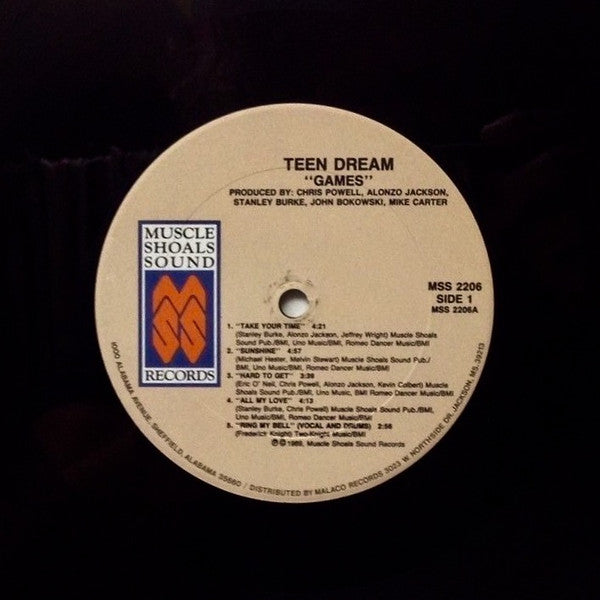 TEEN DREAM
"GAMES"
PRODUCED BY: CHRIS POWELL, ALONZO JACKSON,
STANLEY BURKE, JOHN BOKOWSKI, MIKE CARTER
MUSCLE
SHOALS
SOUND
MSS
RECORDS
MSS 2206
SIDE 1
MSS 2206A
1. "TAKE YOUR TIME" 4:21
(Stanley Burke, Alonzo Jackson, Jeffrey Wright) Muscle Shoals
Sound Pub./BMI, Uno Music/BMI, Romeo Dancer Music/BMI
2. "SUNSHINE" 4:57
(Michael Hester, Melvin Stewart) Muscle Shoals Sound Pub./
BMI, Uno Music/BMI, Romeo Dancer Music/BMI
3. "HARD TO GET" 3:39
(Eric O' Neil, Chris Powell, Alonzo Jackson, Kevin Colbert) Muscle
Shoals Sound Pub./BMI, Uno Music, BMI, Romeo Dancer Music/BMI
4. "ALL MY LOVE" 4:13
(Stanley Burke, Chris Powell) Muscle Shoals Sound Pub./BMI,
Uno Music/BMI, Romeo Dancer Music/BMI
5. "RING MY BELL" (VOCAL AND DRUMS) 2:56
(Frederick Knight) Two-Knight Music/BMI
Ⓟ©1989, Muscle Shoals Sound Records
1000 ALABAMA AVENUE, SHEFFIELD, ALABAMA 35660 / DISTRIBUTED BY MALACO RECORDS 3023 W. NORTHSIDE DR. JACKSON, MS. 39213